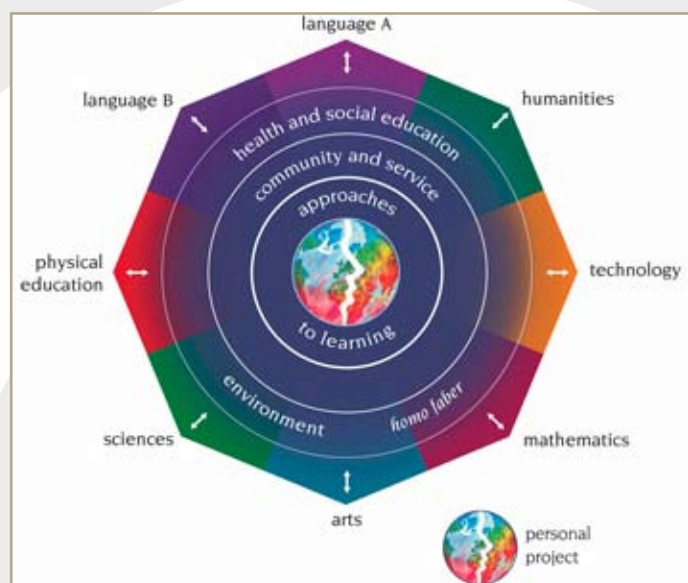 language A
language B
humanities
health and social education
community and service
approaches
physical
education
technology
to learning
environment
homo faber
sciences
mathematics
arts
personal
project